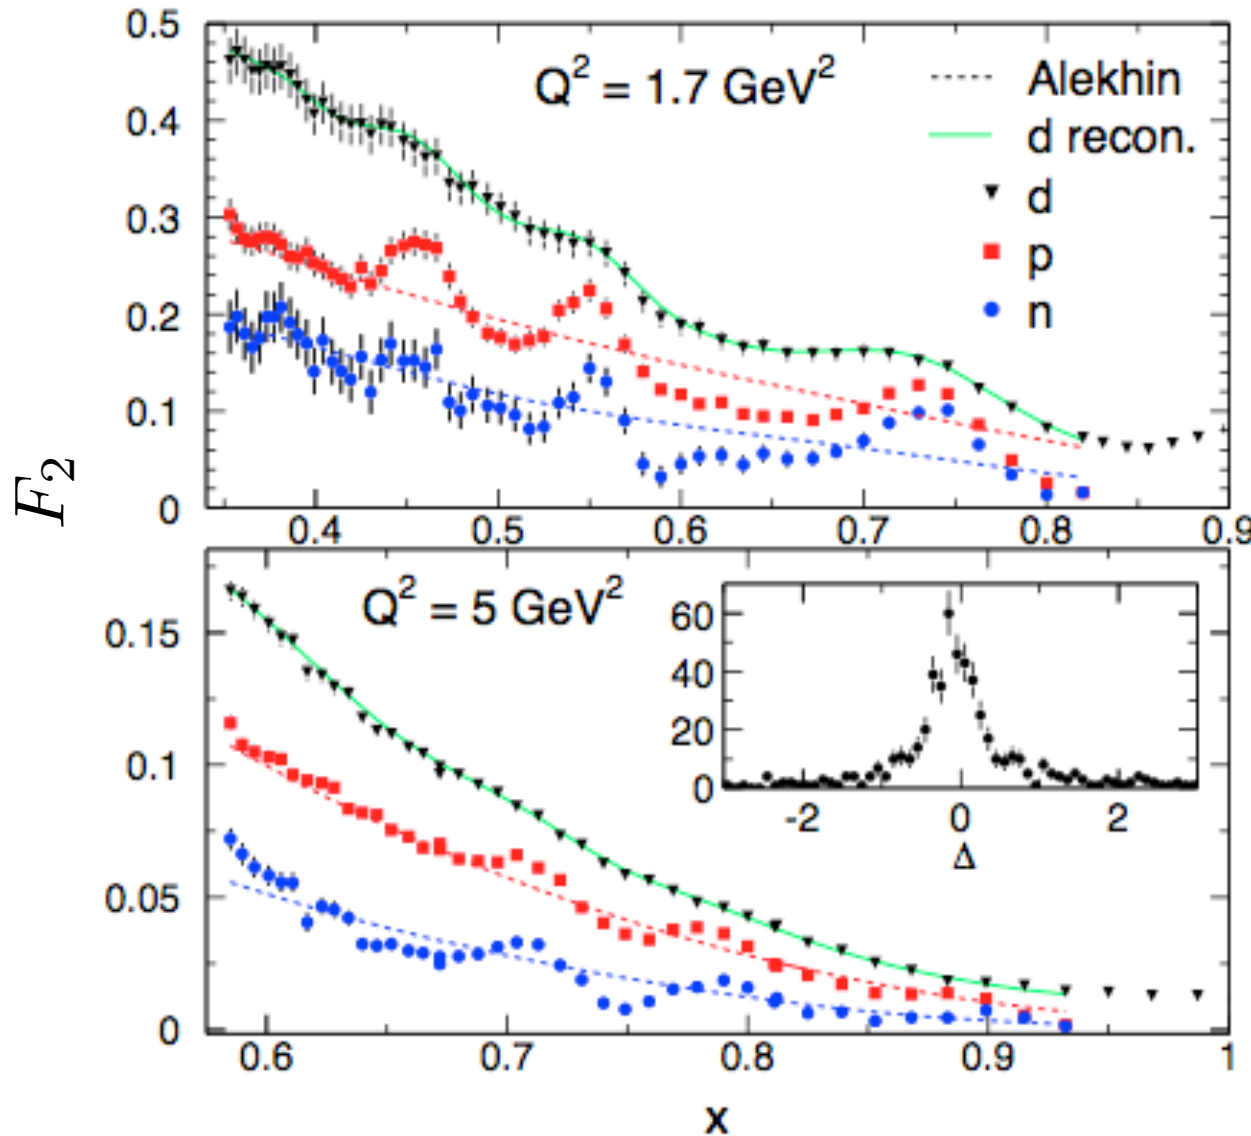 0.5
0.4
0.3
0.2
0.1
0
Q² = 1.7 GeV²
Alekhin
d recon.
d
p
n
0.4 0.5 0.6 0.7 0.8 0.9
F₂
0.15
0.1
0.05
0
Q² = 5 GeV²
60
40
20
0
-2 0 2
Δ
0.6 0.7 0.8 0.9 1
x